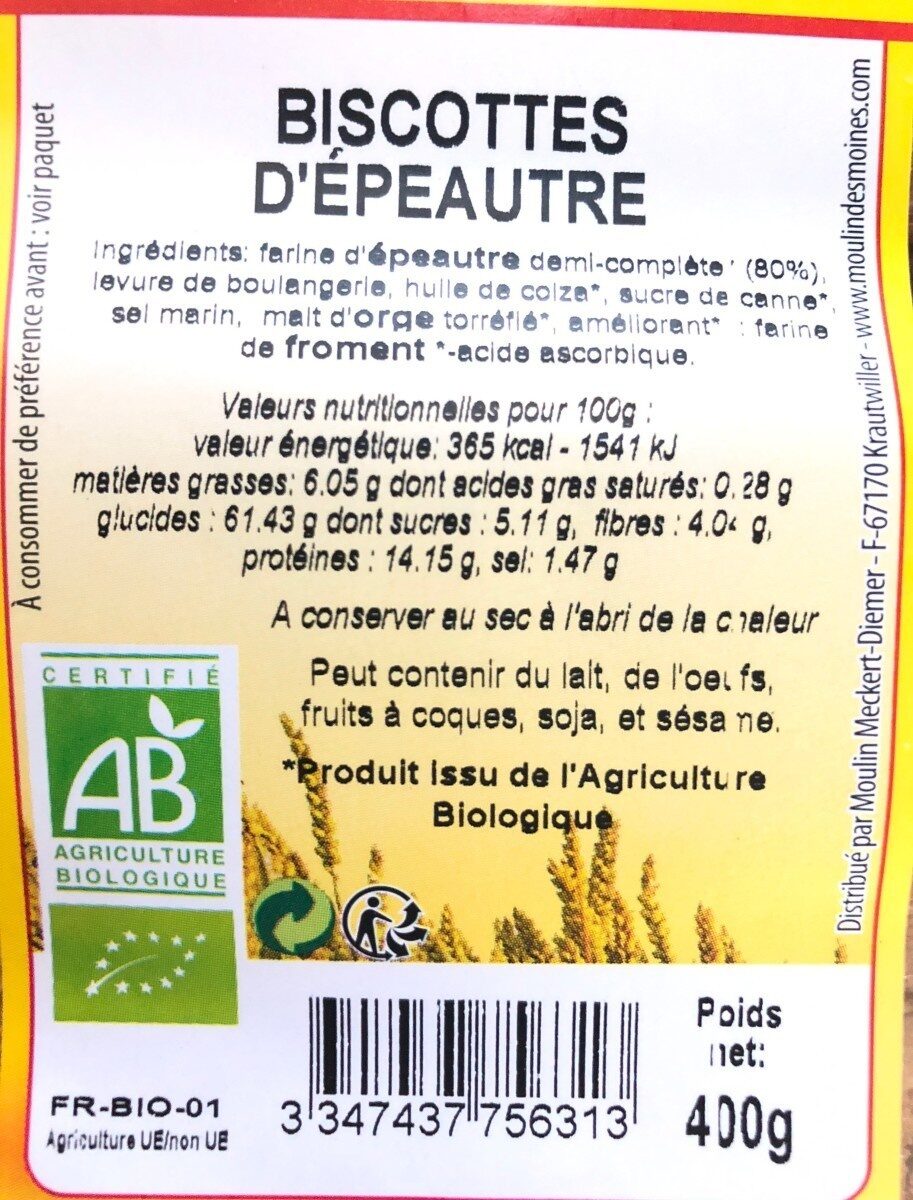 BISCOTTES
D'ÉPEAUTRE
Ingrédients: farine d'épeautre demi-complète* (80%),
levure de boulangerie, huile de colza*, sucre de canne*,
sel marin, malt d'orge torréfié*, améliorant* : farine
de froment *-acide ascorbique.
Valeurs nutritionnelles pour 100g :
valeur énergétique: 365 kcal - 1541 kJ
matières grasses: 6.05 g dont acides gras saturés: 0.28 g
glucides : 61.43 g dont sucres : 5.11 g, fibres : 4.04 g,
protéines : 14.15 g, sel: 1.47 g
A conserver au sec à l'abri de la chaleur
Peut contenir du lait, de l'oeufs,
fruits à coques, soja, et sésame.
*Produit issu de l'Agriculture
Biologique
À consommer de préférence avant : voir paquet
Distribué par Moulin Meckert-Diemer - F-67170 Krautwiller - www.moulindesmoines.com
CERTIFIÉ
AB
AGRICULTURE
BIOLOGIQUE
FR-BIO-01
Agriculture UE/non UE
3 347437 756313
Poids
net:
400g